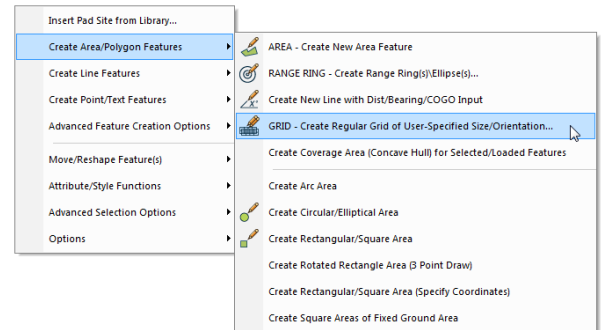 Insert Pad Site from Library...
Create Area/Polygon Features
Create Line Features
Create Point/Text Features
Advanced Feature Creation Options
Move/Reshape Feature(s)
Attribute/Style Functions
Advanced Selection Options
Options
AREA - Create New Area Feature
RANGE RING - Create Range Ring(s)\Ellipse(s)...
Create New Line with Dist/Bearing/COGO Input
GRID - Create Regular Grid of User-Specified Size/Orientation...
Create Coverage Area (Concave Hull) for Selected/Loaded Features
Create Arc Area
Create Circular/Elliptical Area
Create Rectangular/Square Area
Create Rotated Rectangle Area (3 Point Draw)
Create Rectangular/Square Area (Specify Coordinates)
Create Square Areas of Fixed Ground Area